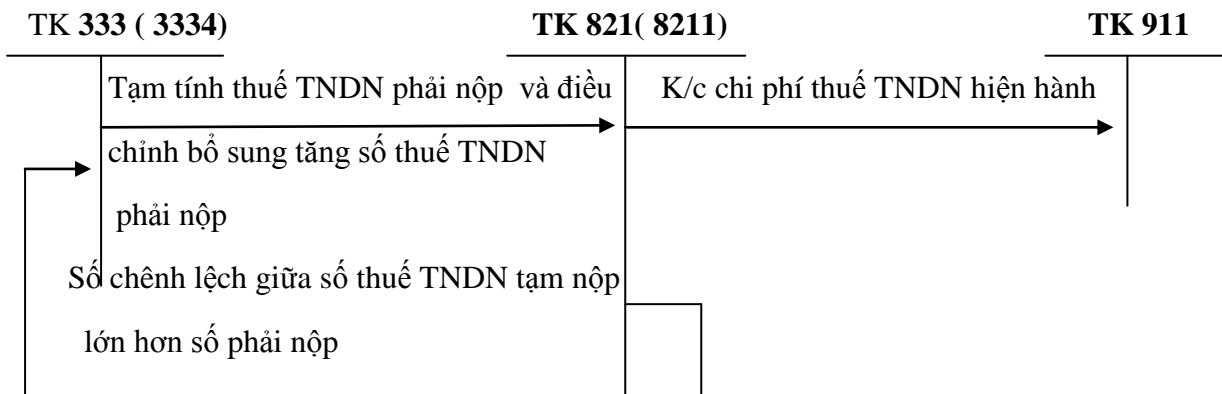 TK 333 ( 3334)
TK 821( 8211)
TK 911
Tạm tính thuế TNDN phải nộp và điều
K/c chi phí thuế TNDN hiện hành
chỉnh bổ sung tăng số thuế TNDN
phải nộp
Số chênh lệch giữa số thuế TNDN tạm nộp
lớn hơn số phải nộp